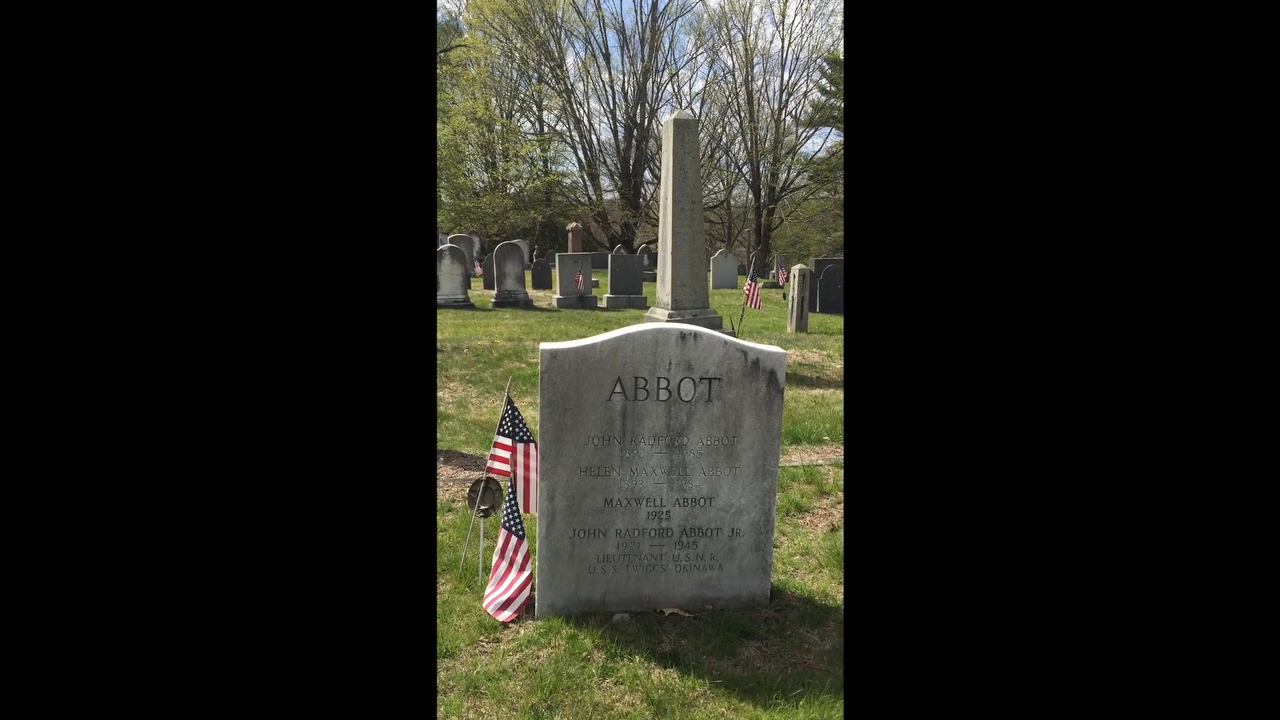 ABBOT
JOHN RADFORD ABBOT
HELEN MAXWELL ABBOT
MAXWELL ABBOT
1925
JOHN RADFORD ABBOT JR.
1921 — 1945
LIEUTENANT U.S.N.R.
U.S.S. TWIGGS OKINAWA